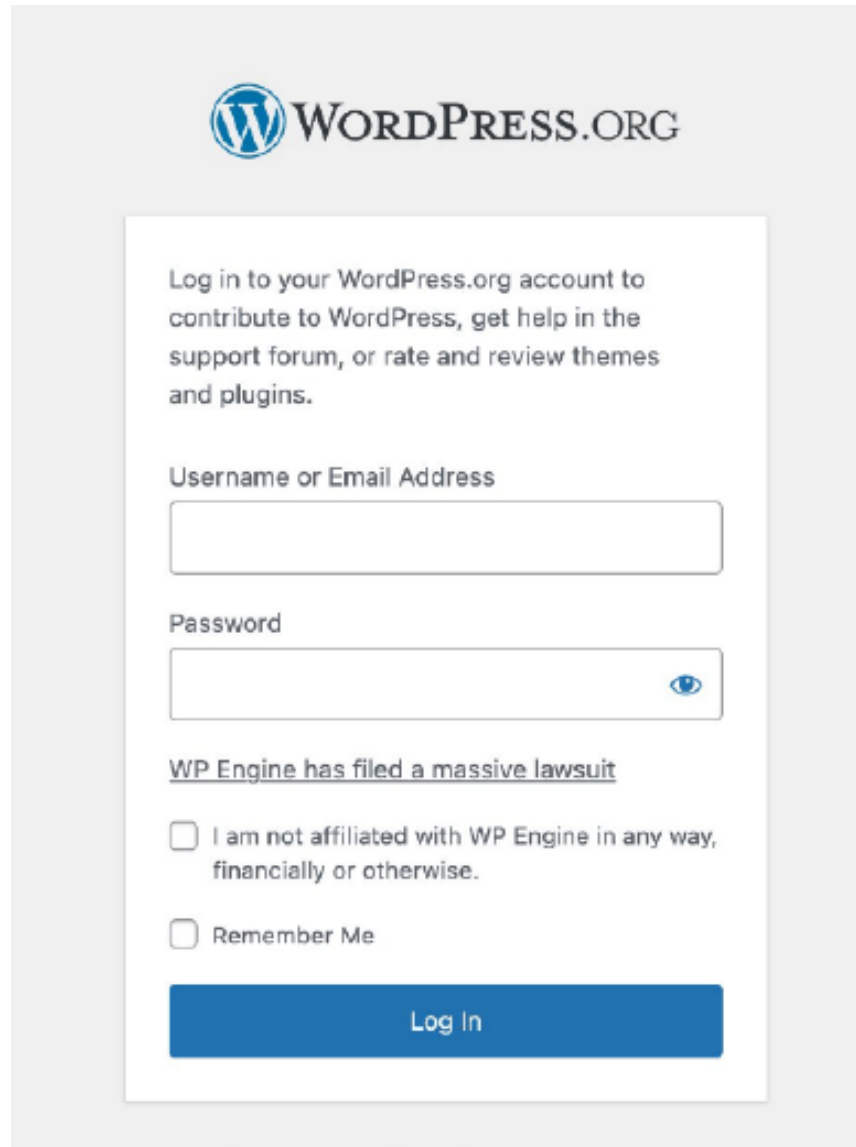 WORDPRESS.ORG
Log in to your WordPress.org account to
contribute to WordPress, get help in the
support forum, or rate and review themes
and plugins.
Username or Email Address
Password
WP Engine has filed a massive lawsuit
I am not affiliated with WP Engine in any way,
financially or otherwise.
Remember Me
Log In